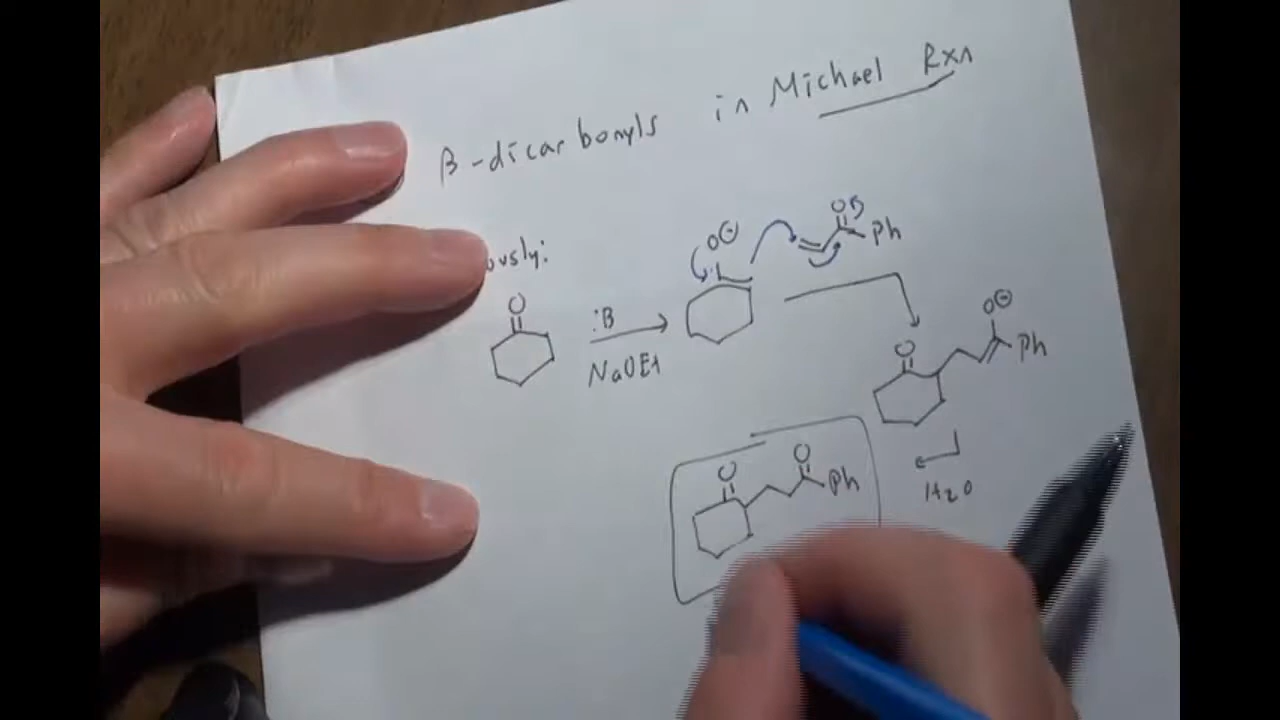 β-dicarbonyls in Michael Rxn
ously:
O
:B
NaOEt
O⊖
O
Ph
O
O⊖
Ph
H2O
O
O
Ph